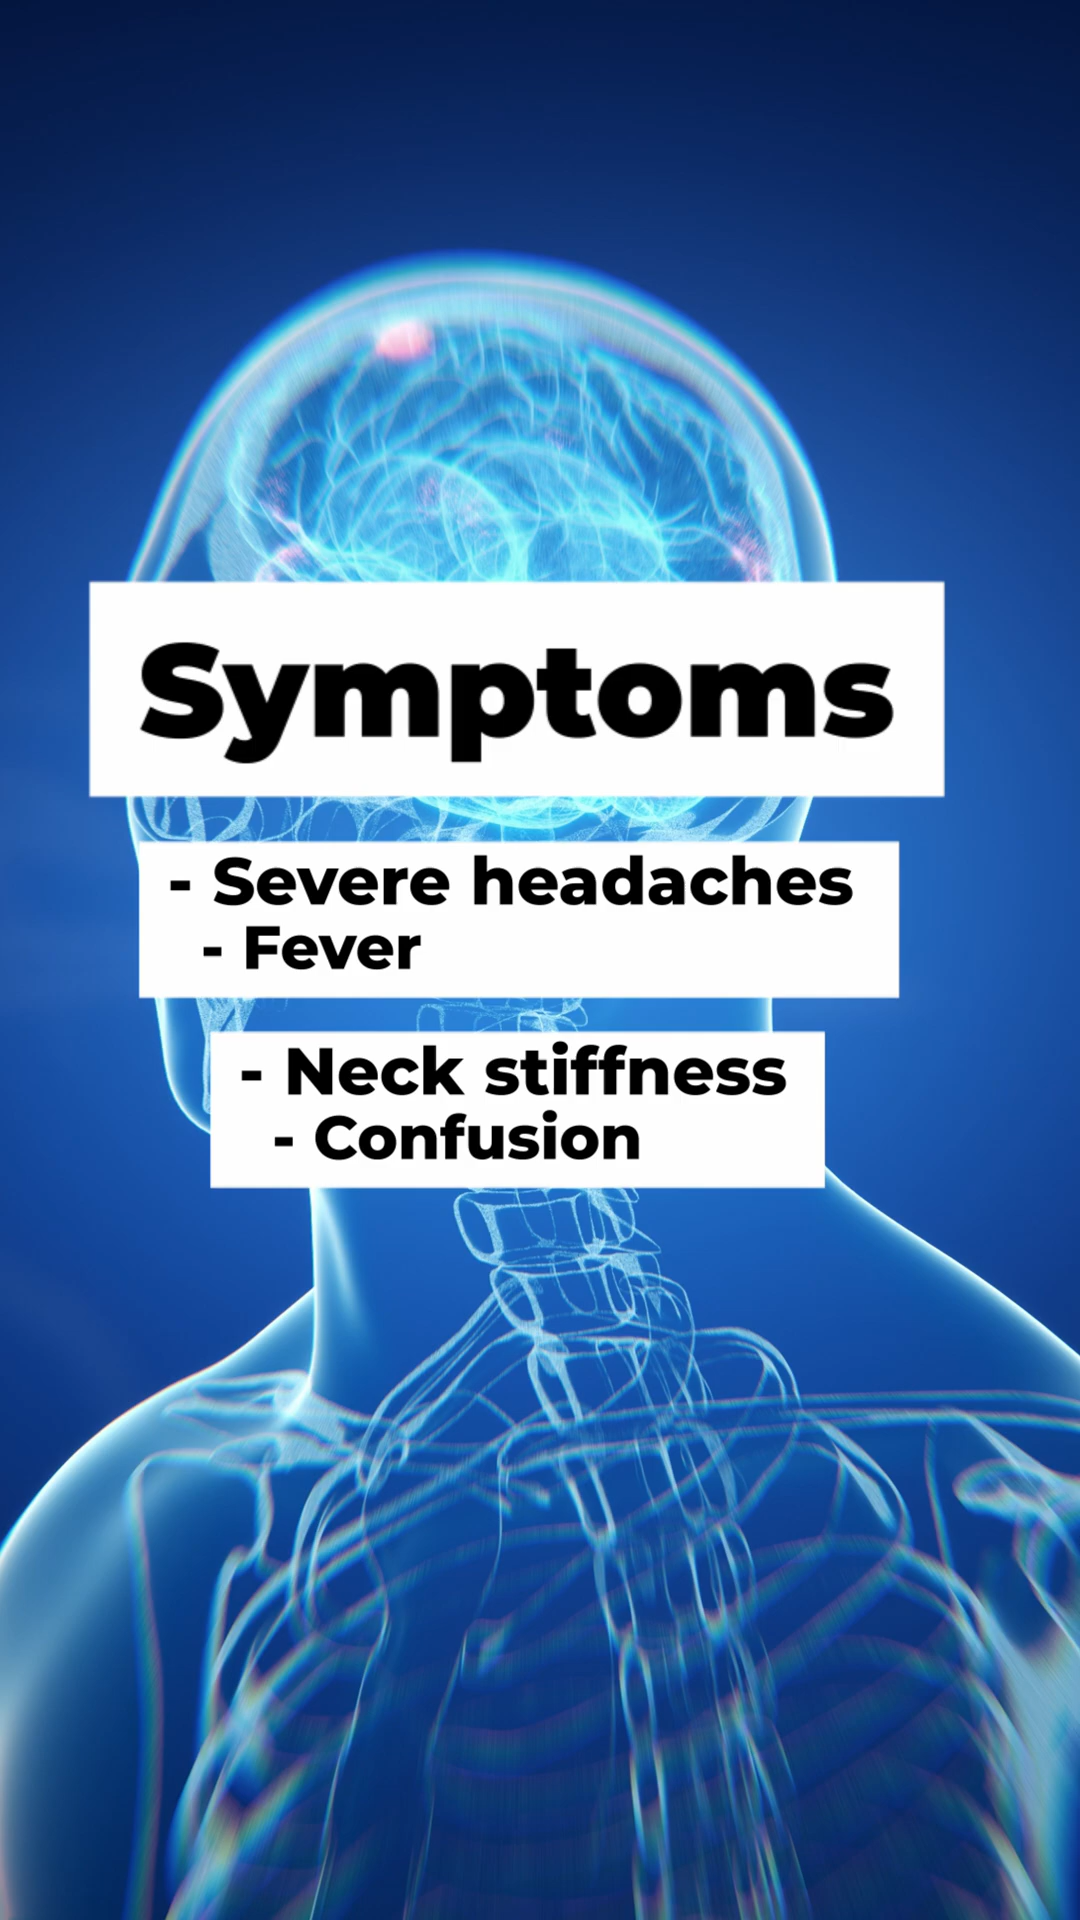 Symptoms
- Severe headaches
- Fever
- Neck stiffness
- Confusion